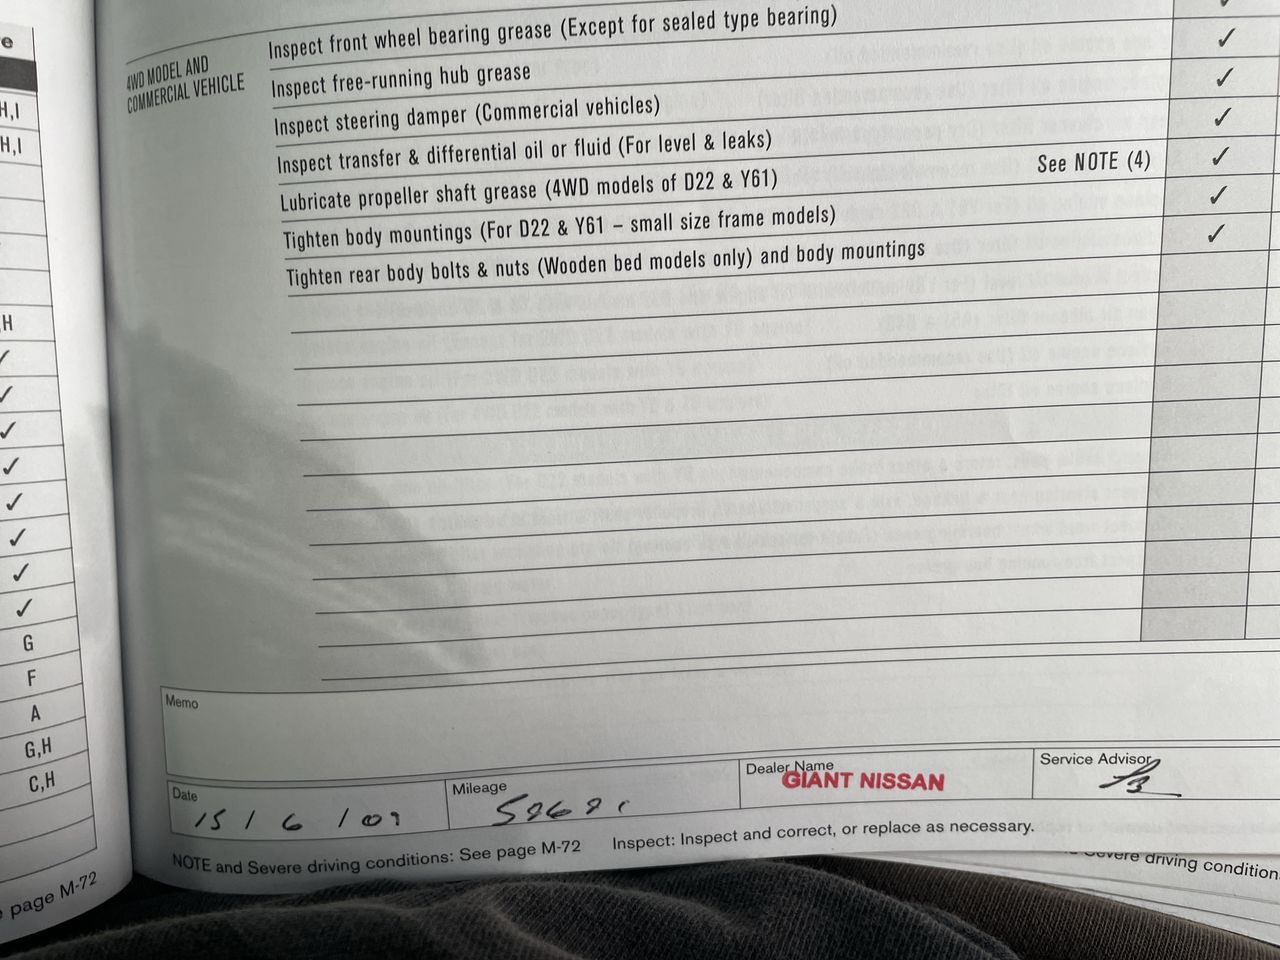 e
H,I
H,I
H
✓
✓
✓
✓
✓
✓
✓
✓
G
F
A
G,H
C,H
page M-72
4WD MODEL AND
COMMERCIAL VEHICLE
Inspect front wheel bearing grease (Except for sealed type bearing) ✓
Inspect free-running hub grease ✓
Inspect steering damper (Commercial vehicles) ✓
Inspect transfer & differential oil or fluid (For level & leaks) ✓
Lubricate propeller shaft grease (4WD models of D22 & Y61) See NOTE (4) ✓
Tighten body mountings (For D22 & Y61 – small size frame models) ✓
Tighten rear body bolts & nuts (Wooden bed models only) and body mountings ✓
Memo
Date
15 / 6 / 09
Mileage
Dealer Name
GIANT NISSAN
Service Advisor
NOTE and Severe driving conditions: See page M-72 Inspect: Inspect and correct, or replace as necessary.
Severe driving condition